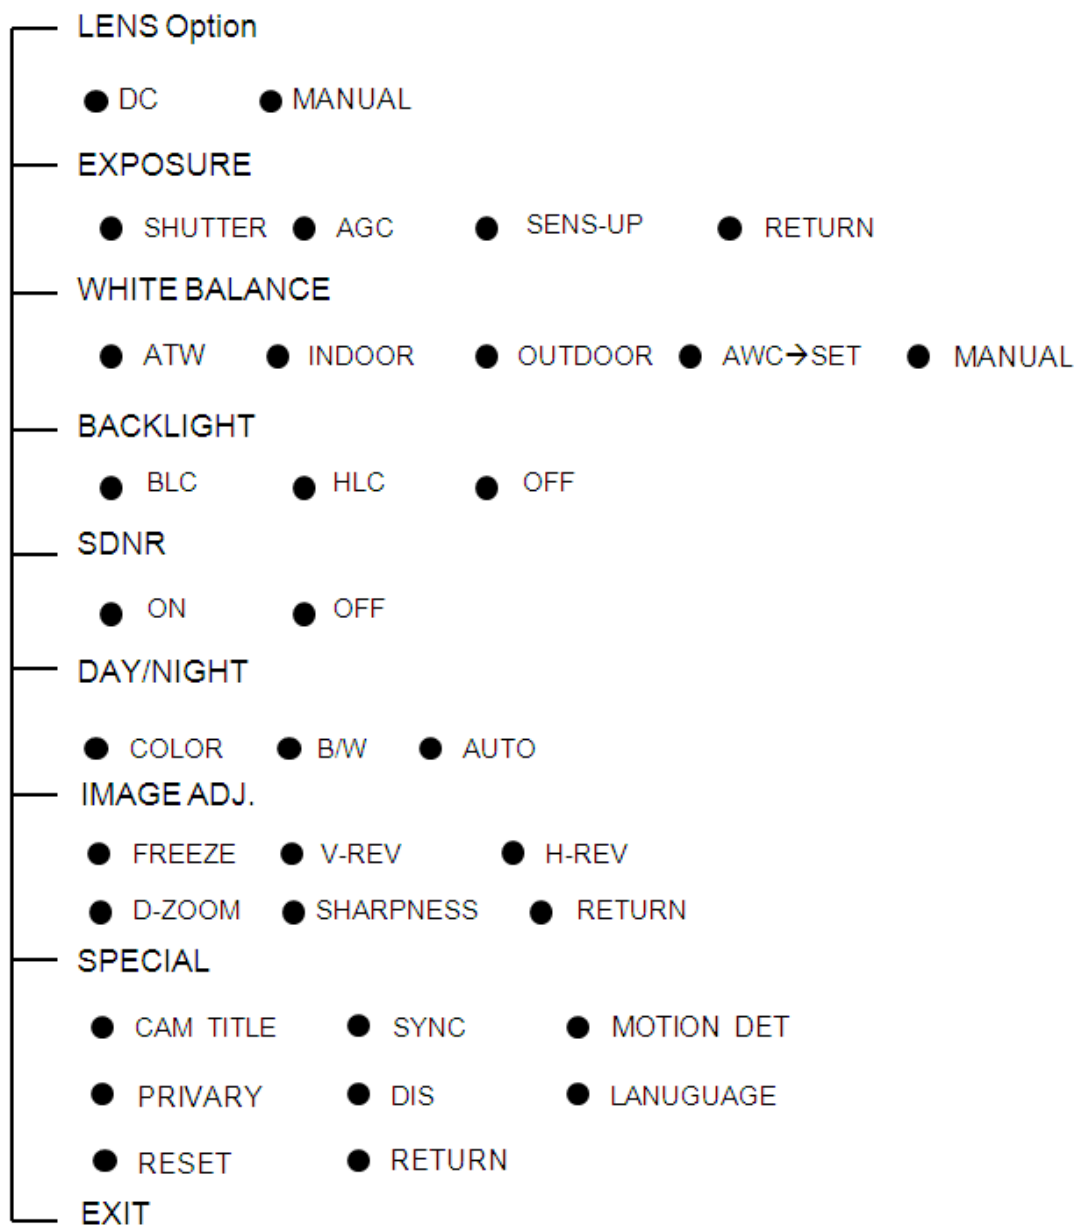 LENS Option
● DC ● MANUAL
EXPOSURE
● SHUTTER ● AGC ● SENS-UP ● RETURN
WHITE BALANCE
● ATW ● INDOOR ● OUTDOOR ● AWC→SET ● MANUAL
BACKLIGHT
● BLC ● HLC ● OFF
SDNR
● ON ● OFF
DAY/NIGHT
● COLOR ● B/W ● AUTO
IMAGE ADJ.
● FREEZE ● V-REV ● H-REV
● D-ZOOM ● SHARPNESS ● RETURN
SPECIAL
● CAM TITLE ● SYNC ● MOTION DET
● PRIVARY ● DIS ● LANUGUAGE
● RESET ● RETURN
EXIT